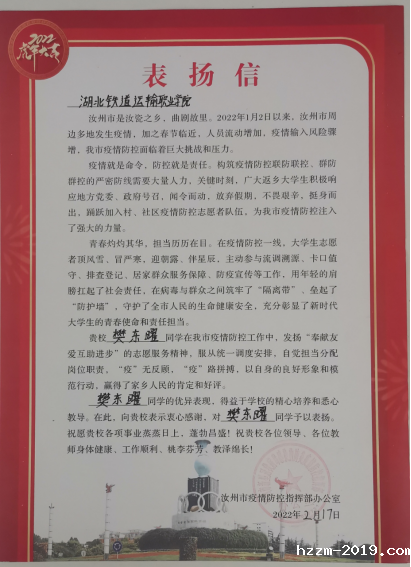 2022
虎年大吉
表扬信
湖北铁道运输职业学院
汝州市是汝瓷之乡，曲剧故里。2022年1月2日以来，汝州市周
边多地发生疫情，加之春节临近，人员流动增加，疫情输入风险骤
增，我市疫情防控面临着巨大挑战和压力。
疫情就是命令，防控就是责任。构筑疫情防控联防联控、群防
群控的严密防线需要大量人力，关键时刻，广大返乡大学生积极响
应地方党委、政府号召，闻令而动，放弃假期，不畏艰辛，挺身而
出，踊跃加入村、社区疫情防控志愿者队伍，为我市疫情防控注入
了强大的力量。
青春灼灼其华，担当历历在目。在疫情防控一线，大学生志愿
者顶风雪、冒严寒，迎朝露、伴星辰，主动参与流调溯源、卡口值
守、排查登记、居家群众服务保障、防疫宣传等工作，用年轻的肩
膀扛起了社会责任，在病毒与群众之间筑牢了“隔离带”、垒起了
“防护墙”，守护了全市人民的生命健康安全，充分彰显了新时代
大学生的青春使命和责任担当。
贵校 樊东曜 同学在我市疫情防控工作中，发扬“奉献友
爱互助进步”的志愿服务精神，服从统一调度安排，自觉担当分配
岗位职责，“疫”无反顾，“疫”路拼搏，以自身的良好形象和模
范行动，赢得了家乡人民的肯定和好评。
樊东曜 同学的优异表现，得益于学校的精心培养和悉心
教导。在此，向贵校表示衷心感谢，对 樊东曜 同学予以表扬。
祝愿贵校各项事业蒸蒸日上，蓬勃昌盛！祝贵校各位领导、各位教
师身体健康、工作顺利、桃李芬芳、教泽绵长！
汝州市疫情防控指挥部办公室
2022年2月17日
hzzm-2019.com